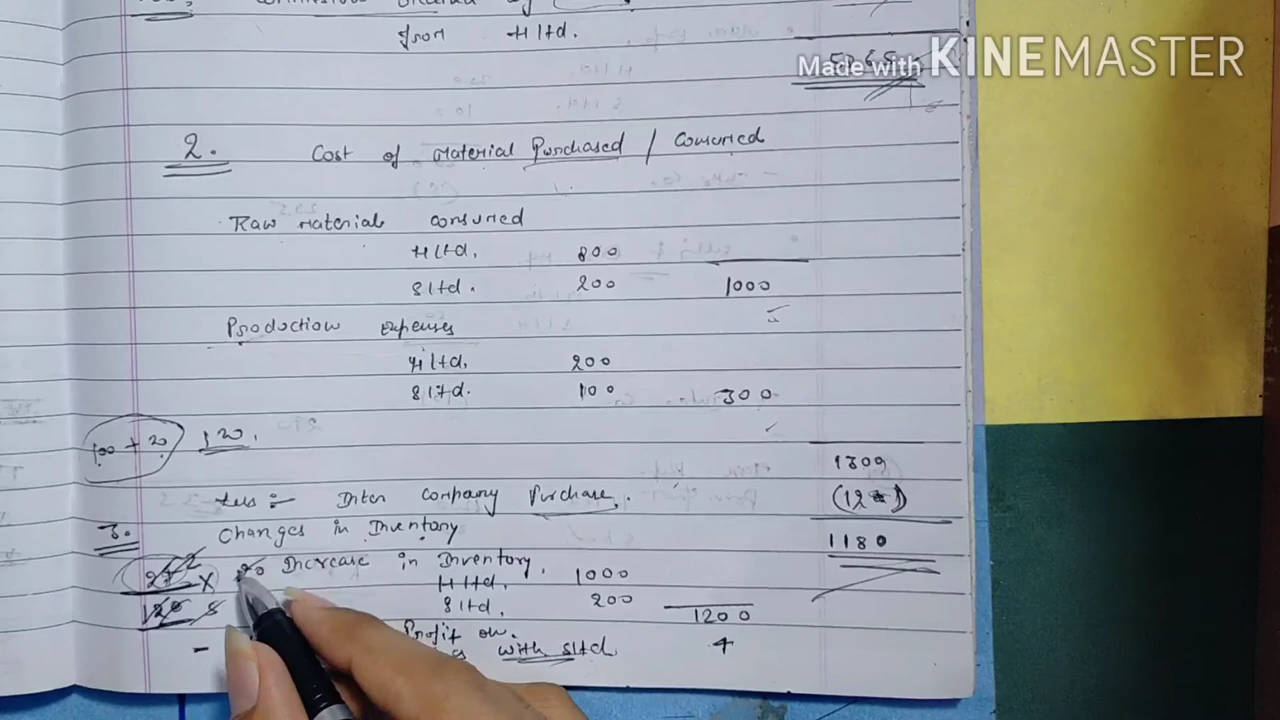 from H ltd.
Made with KINEMASTER
2. Cost of Material Purchased / Consumed
Raw Materials consumed
H ltd. 800
S ltd. 200 1000
Production expenses
H ltd. 200
S ltd. 100 300
100 + 20 120.
1300
Less :- Inter company Purchase. (120)
3. Changes in Inventory
1180
Increase in Inventory.
H ltd. 1000
S ltd. 200
1200
Profit on
with S ltd 4